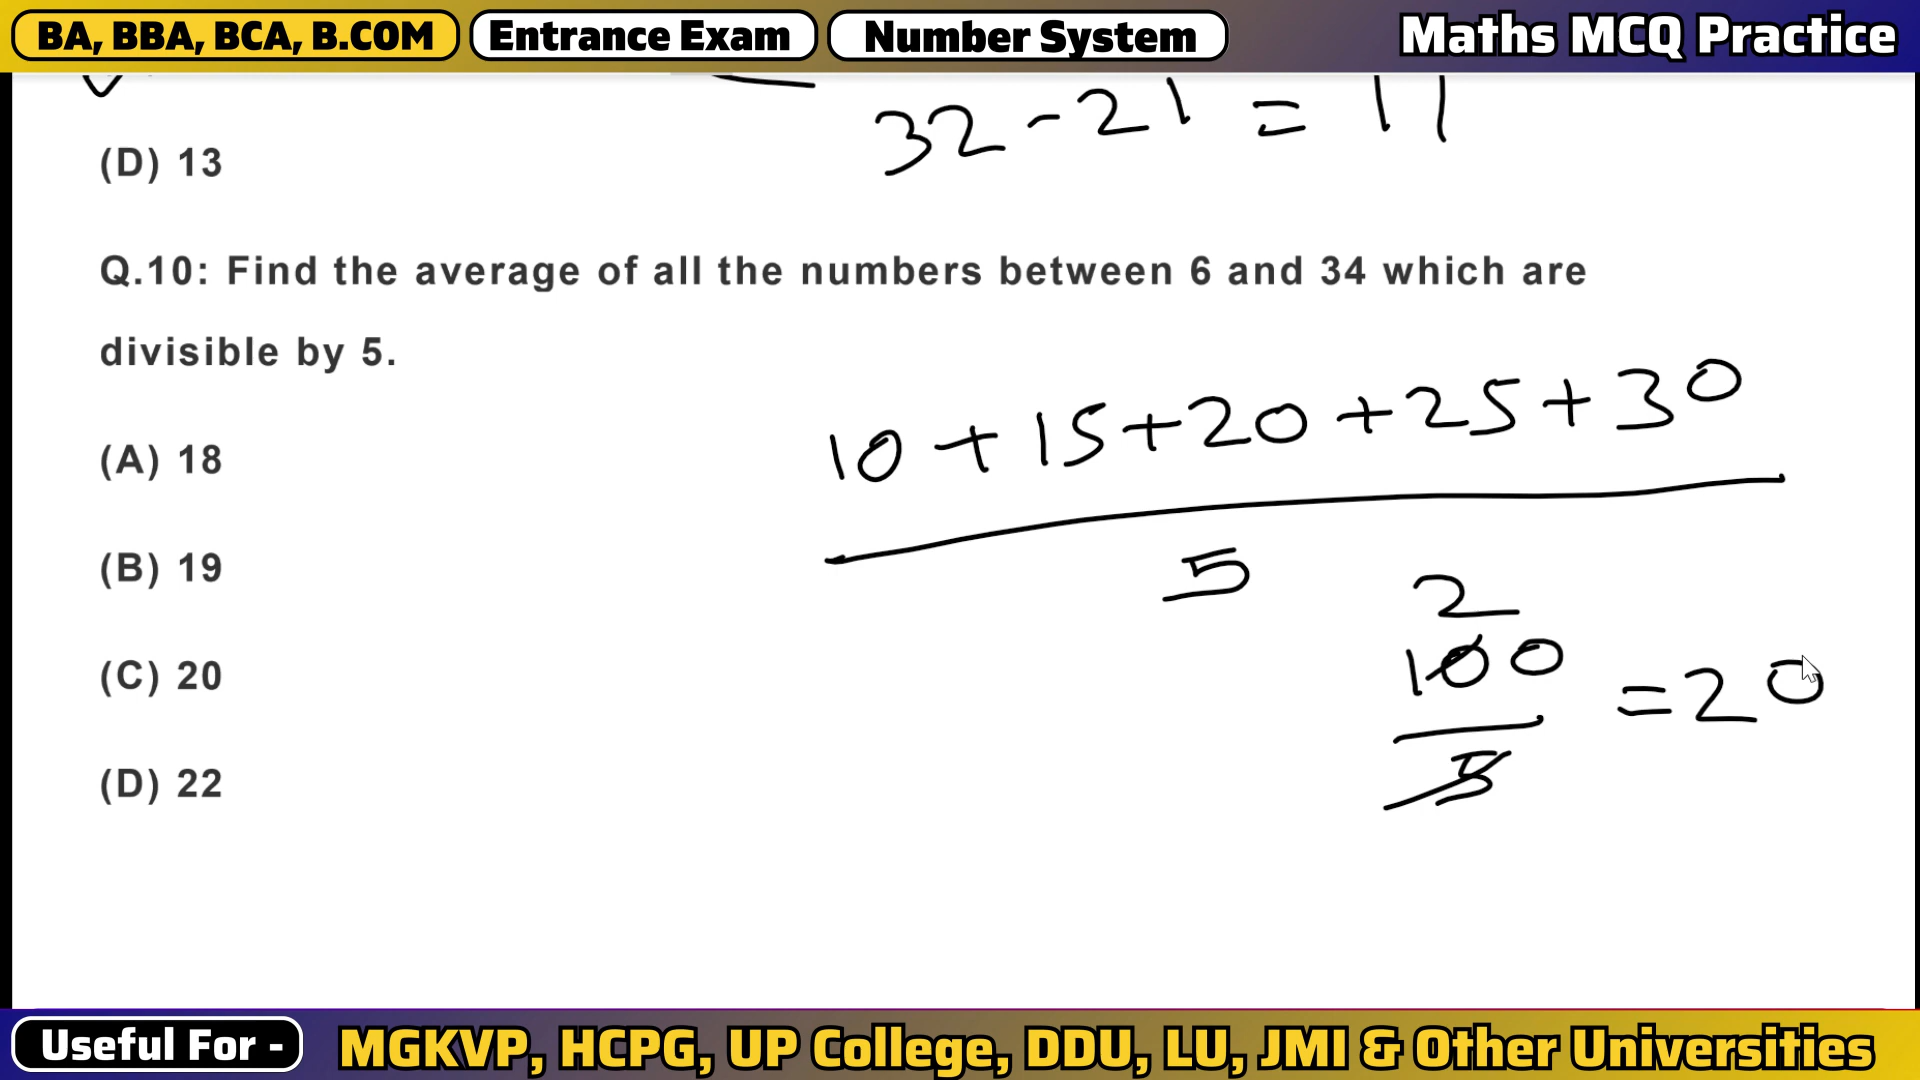 BA, BBA, BCA, B.COM Entrance Exam Number System Maths MCQ Practice
32 - 21 = 11
(D) 13
Q.10: Find the average of all the numbers between 6 and 34 which are
divisible by 5.
10 + 15 + 20 + 25 + 30
(A) 18
(B) 19
5
2
100
(C) 20
= 20
5
(D) 22
Useful For - MGKVP, HCPG, UP College, DDU, LU, JMI & Other Universities